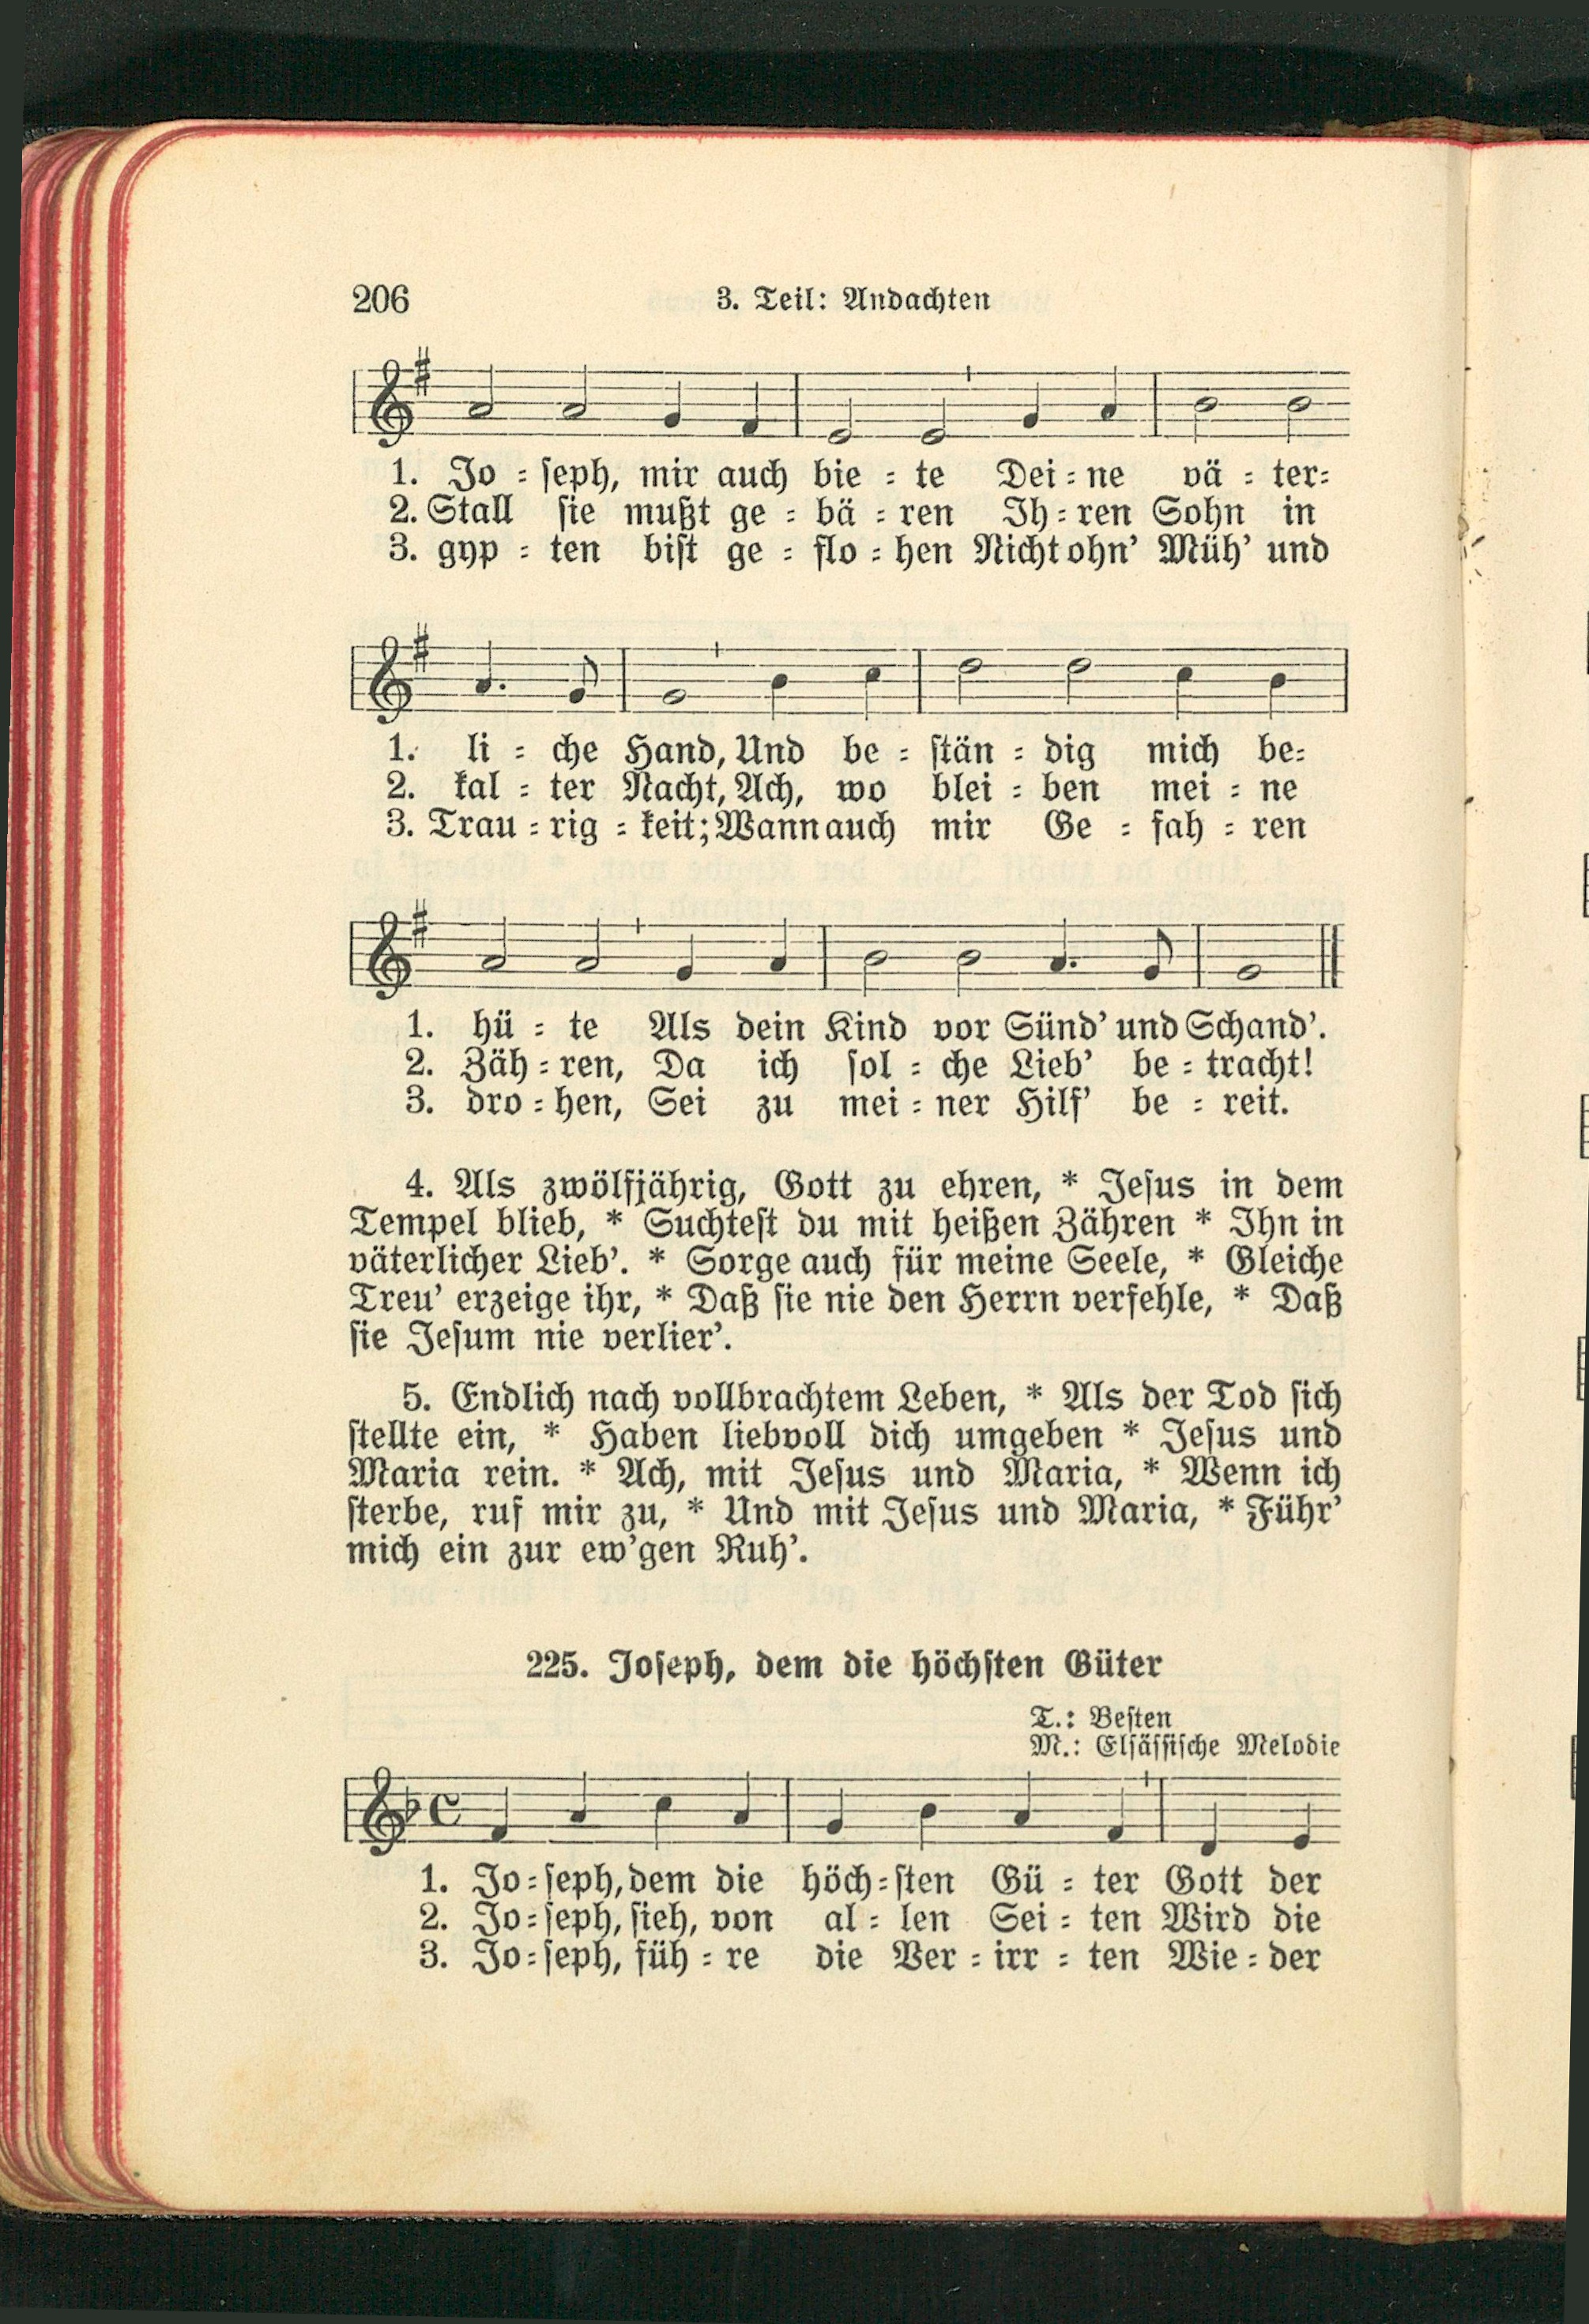 206
3. Teil: Andachten
1. Jo = seph, mir auch bie = te Dei = ne vä = ter=
2. Stall sie mußt ge = bä = ren Ih = ren Sohn in
3. gyp = ten bist ge = flo = hen Nicht ohn’ Müh’ und
1. li = che Hand, Und be = stän = dig mich be=
2. kal = ter Nacht, Ach, wo blei = ben mei = ne
3. Trau = rig = keit; Wann auch mir Ge = fah = ren
1. hü = te Als dein Kind vor Sünd’ und Schand’.
2. Zäh = ren, Da ich sol = che Lieb’ be = tracht!
3. dro = hen, Sei zu mei = ner Hilf’ be = reit.
4. Als zwölfjährig, Gott zu ehren, * Jesus in dem
Tempel blieb, * Suchtest du mit heißen Zähren * Ihn in
väterlicher Lieb’. * Sorge auch für meine Seele, * Gleiche
Treu’ erzeige ihr, * Daß sie nie den Herrn verfehle, * Daß
sie Jesum nie verlier’.
5. Endlich nach vollbrachtem Leben, * Als der Tod sich
stellte ein, * Haben liebvoll dich umgeben * Jesus und
Maria rein. * Ach, mit Jesus und Maria, * Wenn ich
sterbe, ruf mir zu, * Und mit Jesus und Maria, * Führ’
mich ein zur ew’gen Ruh’.
225. Joseph, dem die höchsten Güter
T.: Besten
M.: Elsässische Melodie
1. Jo = seph, dem die höch = sten Gü = ter Gott der
2. Jo = seph, sieh, von al = len Sei = ten Wird die
3. Jo = seph, füh = re die Ver = irr = ten Wie = der